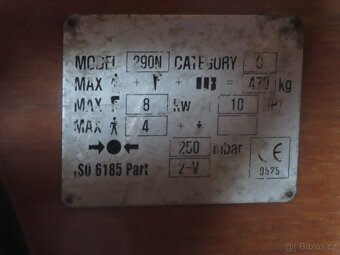 MODEL 290N CATEGORY C
MAX + + = 470 kg
MAX 8 kw 10 HP
MAX 4 +
250 mbar
ISO 6185 Part 2-V
CE
bazos.cz